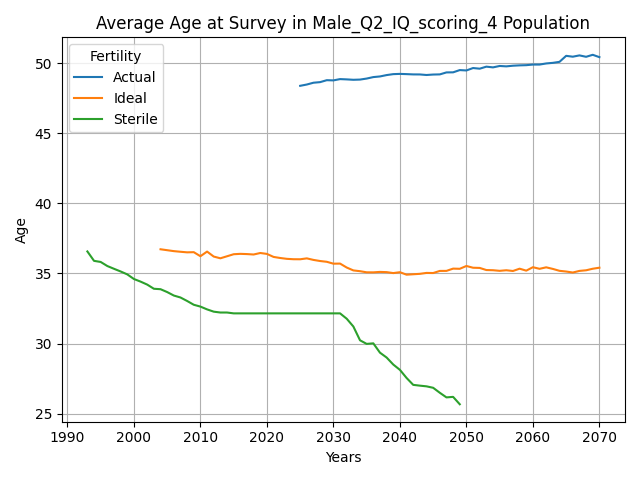 Average Age at Survey in Male_Q2_IQ_scoring_4 Population
Fertility
Actual
Ideal
Sterile
Age
50
45
40
35
30
25
1990 2000 2010 2020 2030 2040 2050 2060 2070
Years